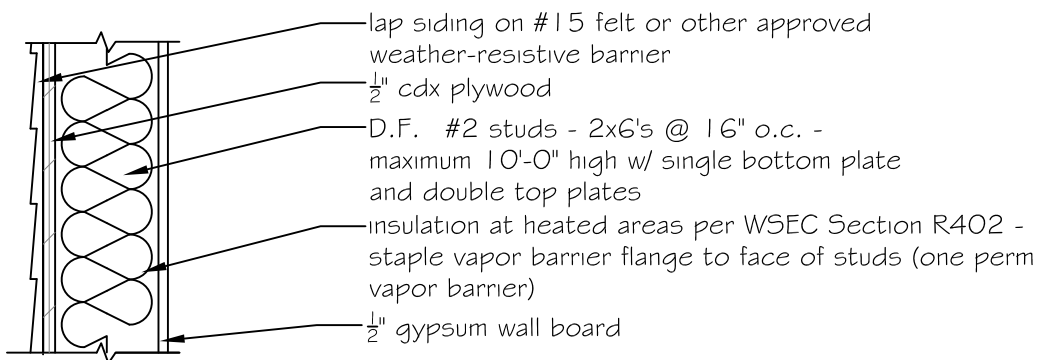 lap siding on #15 felt or other approved
weather-resistive barrier
½" cdx plywood
D.F. #2 studs - 2x6's @ 16" o.c. -
maximum 10'-0" high w/ single bottom plate
and double top plates
insulation at heated areas per WSEC Section R402 -
staple vapor barrier flange to face of studs (one perm
vapor barrier)
½" gypsum wall board